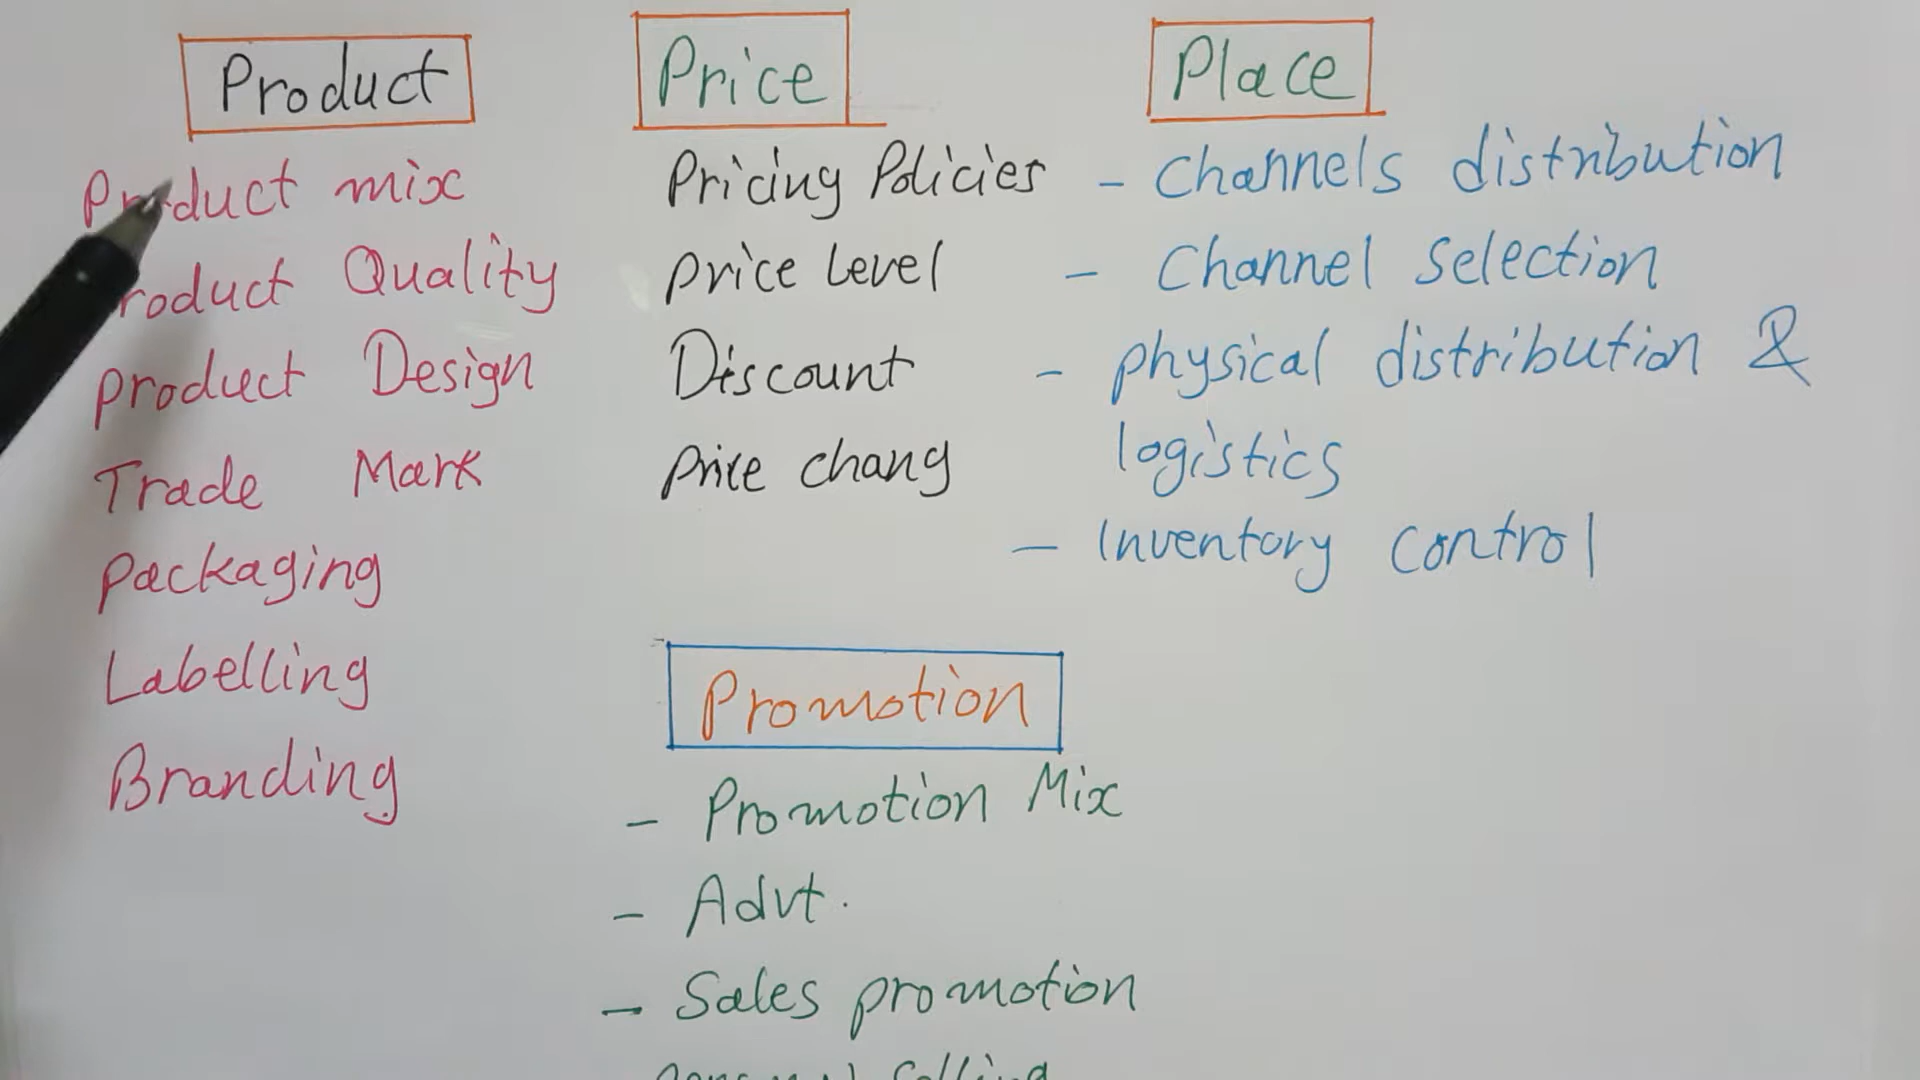 Product
Product mix
Product Quality
Product Design
Trade Mark
Packaging
Labelling
Branding
Price
Pricing Policies
Price Level
Discount
Price chang
Place
- Channels distribution
- Channel Selection
- physical distribution &
logistics
- Inventory control
Promotion
- Promotion Mix
- Advt.
- Sales promotion